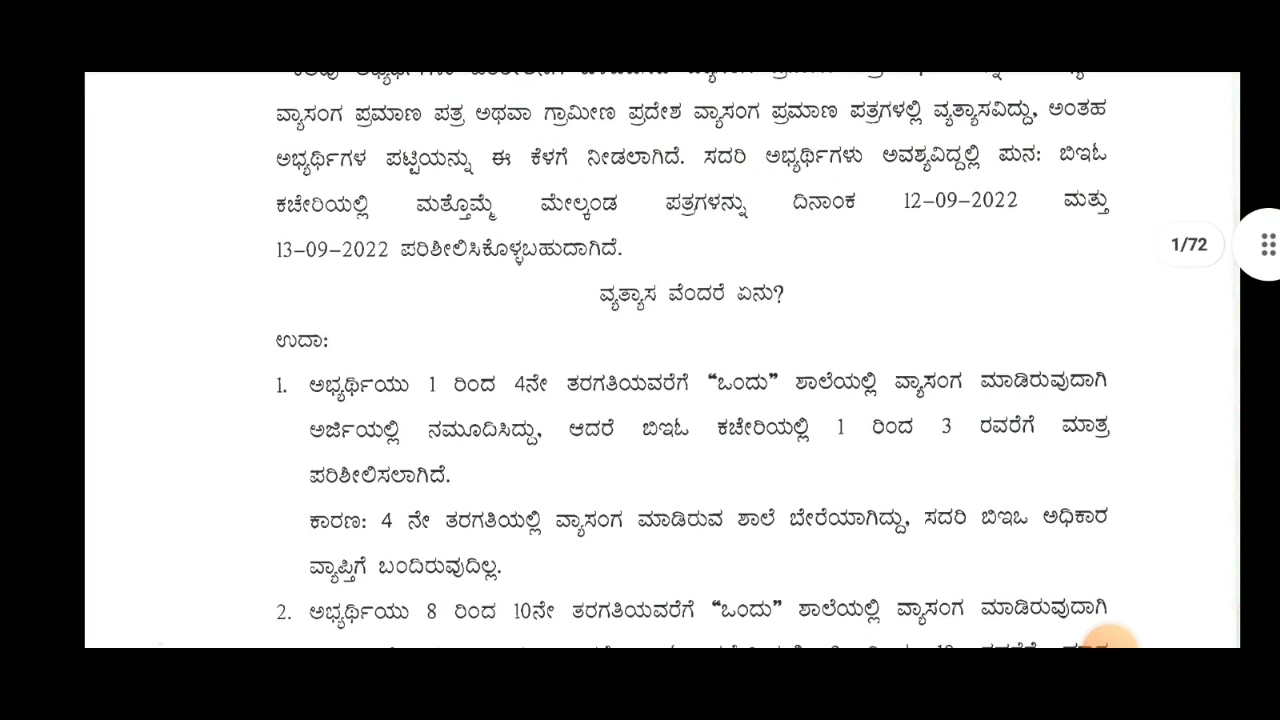 ವ್ಯಾಸಂಗ ಪ್ರಮಾಣ ಪತ್ರ ಅಥವಾ ಗ್ರಾಮೀಣ ಪ್ರದೇಶ ವ್ಯಾಸಂಗ ಪ್ರಮಾಣ ಪತ್ರಗಳಲ್ಲಿ ವ್ಯತ್ಯಾಸವಿದ್ದು, ಅಂತಹ
ಅಭ್ಯರ್ಥಿಗಳ ಪಟ್ಟಿಯನ್ನು ಈ ಕೆಳಗೆ ನೀಡಲಾಗಿದೆ. ಸದರಿ ಅಭ್ಯರ್ಥಿಗಳು ಅವಶ್ಯವಿದ್ದಲ್ಲಿ ಪುನಃ ಬಿಇಓ
ಕಚೇರಿಯಲ್ಲಿ ಮತ್ತೊಮ್ಮೆ ಮೇಲ್ಕಂಡ ಪತ್ರಗಳನ್ನು ದಿನಾಂಕ 12-09-2022 ಮತ್ತು
13-09-2022 ಪರಿಶೀಲಿಸಿಕೊಳ್ಳಬಹುದಾಗಿದೆ.
1/72
ವ್ಯತ್ಯಾಸ ವೆಂದರೆ ಏನು?
ಉದಾ:
1. ಅಭ್ಯರ್ಥಿಯು 1 ರಿಂದ 4ನೇ ತರಗತಿಯವರೆಗೆ “ಒಂದು” ಶಾಲೆಯಲ್ಲಿ ವ್ಯಾಸಂಗ ಮಾಡಿರುವುದಾಗಿ
ಅರ್ಜಿಯಲ್ಲಿ ನಮೂದಿಸಿದ್ದು, ಆದರೆ ಬಿಇಓ ಕಚೇರಿಯಲ್ಲಿ 1 ರಿಂದ 3 ರವರೆಗೆ ಮಾತ್ರ
ಪರಿಶೀಲಿಸಲಾಗಿದೆ.
ಕಾರಣ: 4 ನೇ ತರಗತಿಯಲ್ಲಿ ವ್ಯಾಸಂಗ ಮಾಡಿರುವ ಶಾಲೆ ಬೇರೆಯಾಗಿದ್ದು, ಸದರಿ ಬಿಇಒ ಅಧಿಕಾರ
ವ್ಯಾಪ್ತಿಗೆ ಬಂದಿರುವುದಿಲ್ಲ.
2. ಅಭ್ಯರ್ಥಿಯು 8 ರಿಂದ 10ನೇ ತರಗತಿಯವರೆಗೆ “ಒಂದು” ಶಾಲೆಯಲ್ಲಿ ವ್ಯಾಸಂಗ ಮಾಡಿರುವುದಾಗಿ